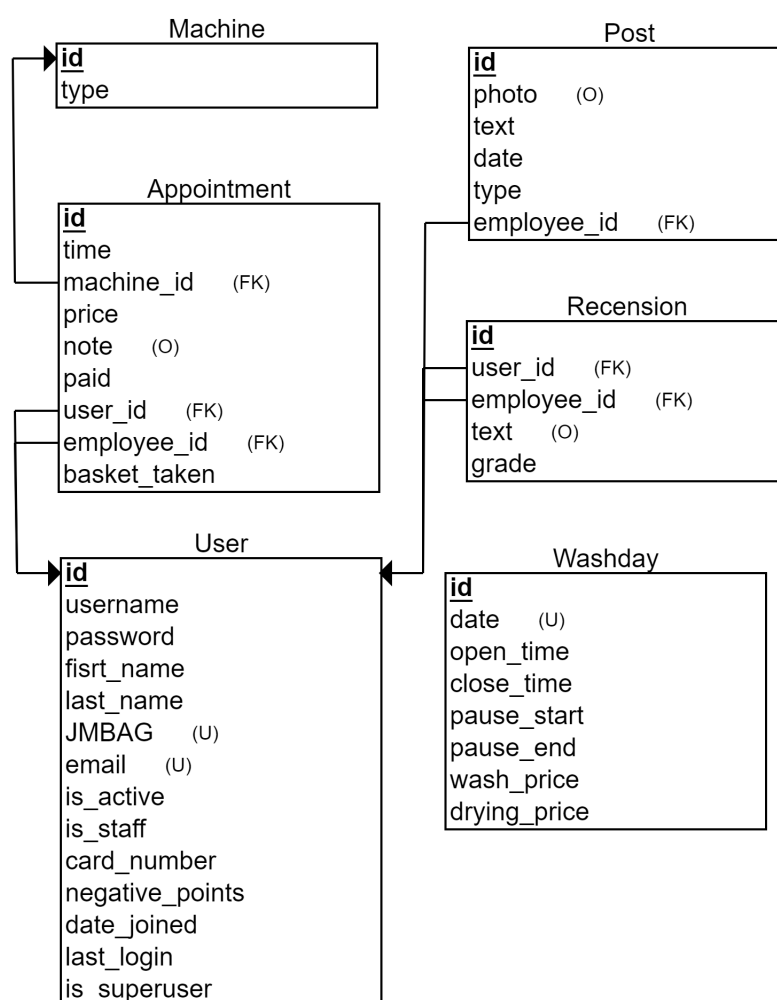 Machine
id
type
Appointment
id
time
machine_id (FK)
price
note (O)
paid
user_id (FK)
employee_id (FK)
basket_taken
User
id
username
password
fisrt_name
last_name
JMBAG (U)
email (U)
is_active
is_staff
card_number
negative_points
date_joined
last_login
is_superuser
Post
id
photo (O)
text
date
type
employee_id (FK)
Recension
id
user_id (FK)
employee_id (FK)
text (O)
grade
Washday
id
date (U)
open_time
close_time
pause_start
pause_end
wash_price
drying_price